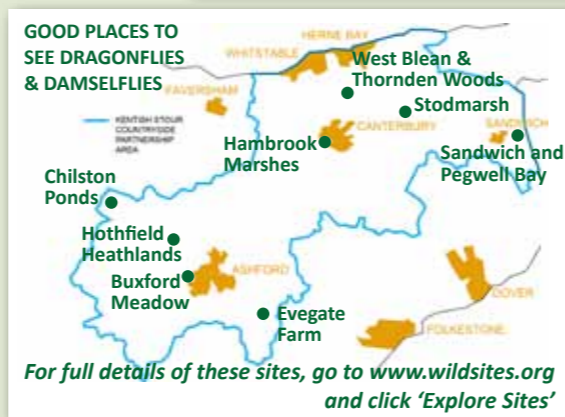 GOOD PLACES TO
SEE DRAGONFLIES
& DAMSELFLIES
HERNE BAY
WHITSTABLE
West Blean &
Thornden Woods
FAVERSHAM
Stodmarsh
KENTISH STOUR
COUNTRYSIDE
PARTNERSHIP
AREA
CANTERBURY
SANDWICH
Hambrook
Marshes
Sandwich and
Pegwell Bay
Chilston
Ponds
Hothfield
Heathlands
ASHFORD
Buxford
Meadow
DOVER
Evegate
Farm
FOLKESTONE
For full details of these sites, go to www.wildsites.org
and click ‘Explore Sites’